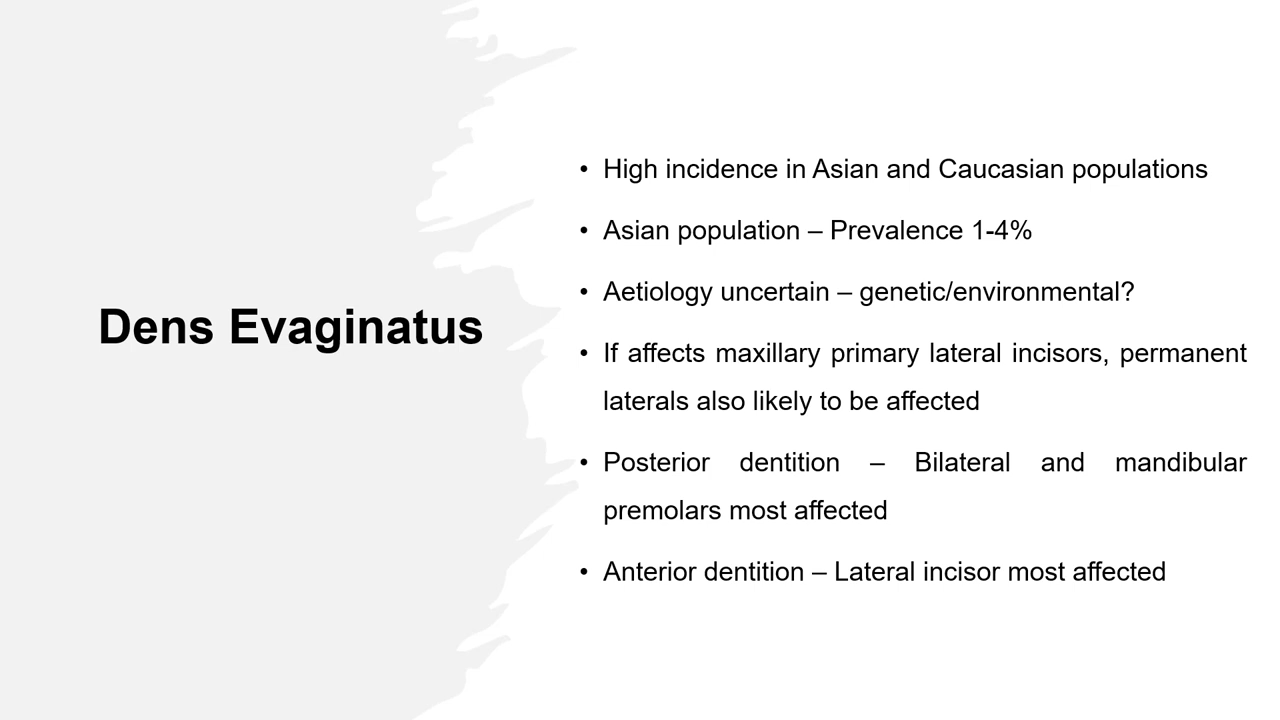 Dens Evaginatus
• High incidence in Asian and Caucasian populations
• Asian population – Prevalence 1-4%
• Aetiology uncertain – genetic/environmental?
• If affects maxillary primary lateral incisors, permanent
laterals also likely to be affected
• Posterior dentition – Bilateral and mandibular
premolars most affected
• Anterior dentition – Lateral incisor most affected